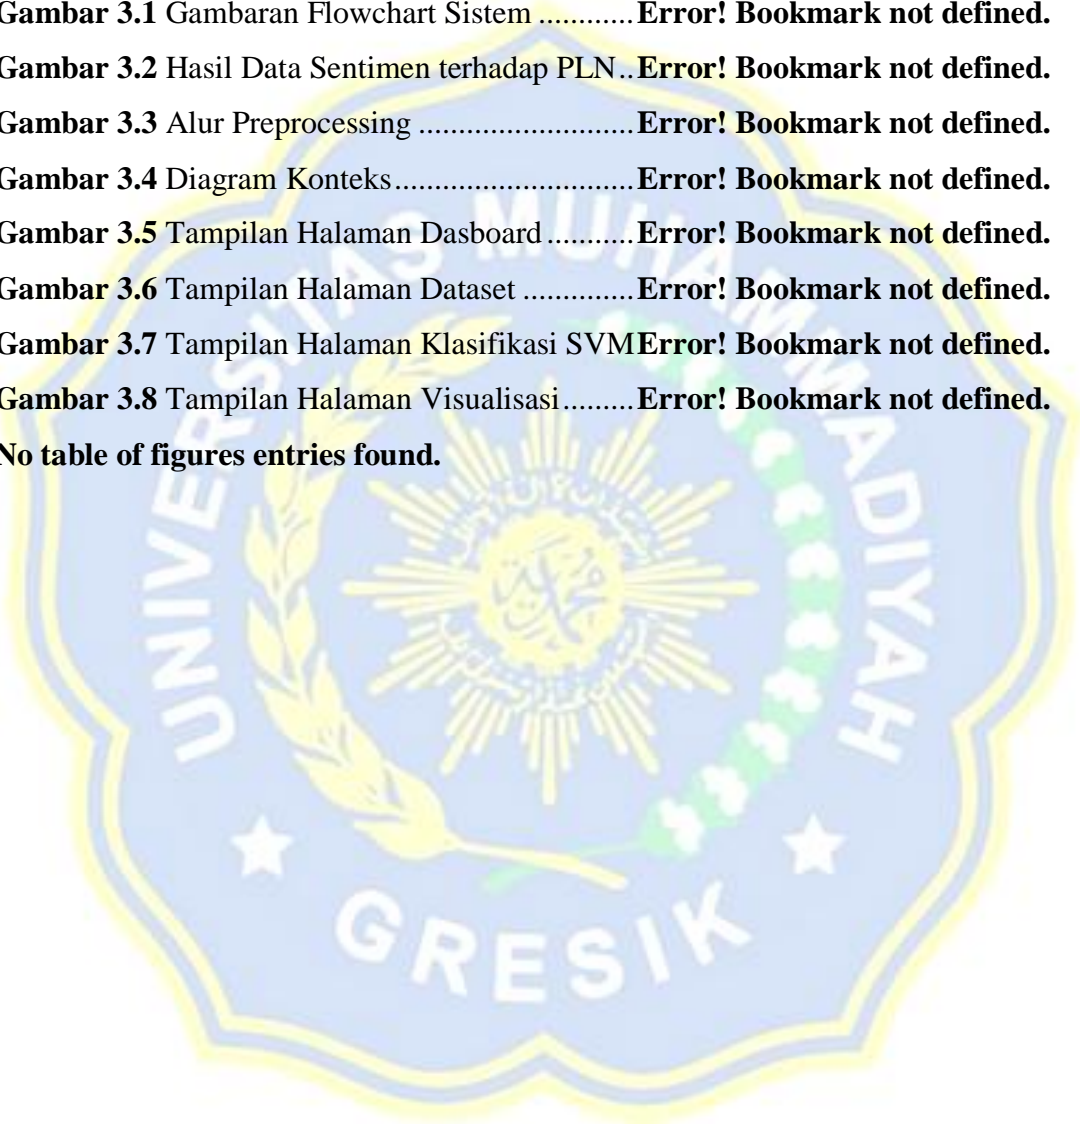 Gambar 3.1 Gambaran Flowchart Sistem ............Error! Bookmark not defined.
Gambar 3.2 Hasil Data Sentimen terhadap PLN..Error! Bookmark not defined.
Gambar 3.3 Alur Preprocessing ..........................Error! Bookmark not defined.
Gambar 3.4 Diagram Konteks.............................Error! Bookmark not defined.
Gambar 3.5 Tampilan Halaman Dasboard...........Error! Bookmark not defined.
Gambar 3.6 Tampilan Halaman Dataset ..............Error! Bookmark not defined.
Gambar 3.7 Tampilan Halaman Klasifikasi SVMError! Bookmark not defined.
Gambar 3.8 Tampilan Halaman Visualisasi.........Error! Bookmark not defined.
No table of figures entries found.
UNIVERSITAS MUHAMMADIYAH
GRESIK